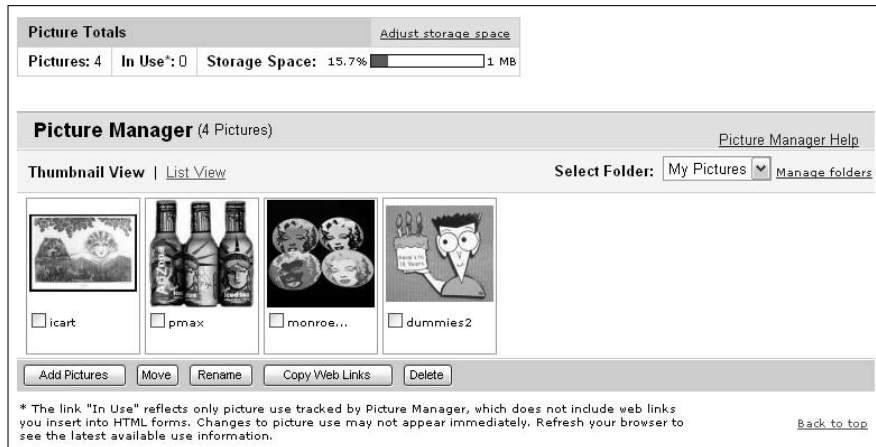 Picture Totals Adjust storage space
Pictures: 4 In Use*: 0 Storage Space: 15.7% 1 MB
Picture Manager (4 Pictures)
Picture Manager Help
Thumbnail View | List View Select Folder: My Pictures Manage folders
icart pmax monroe... dummies2
Add Pictures Move Rename Copy Web Links Delete
* The link "In Use" reflects only picture use tracked by Picture Manager, which does not include web links
you insert into HTML forms. Changes to picture use may not appear immediately. Refresh your browser to
see the latest available use information.
Back to top